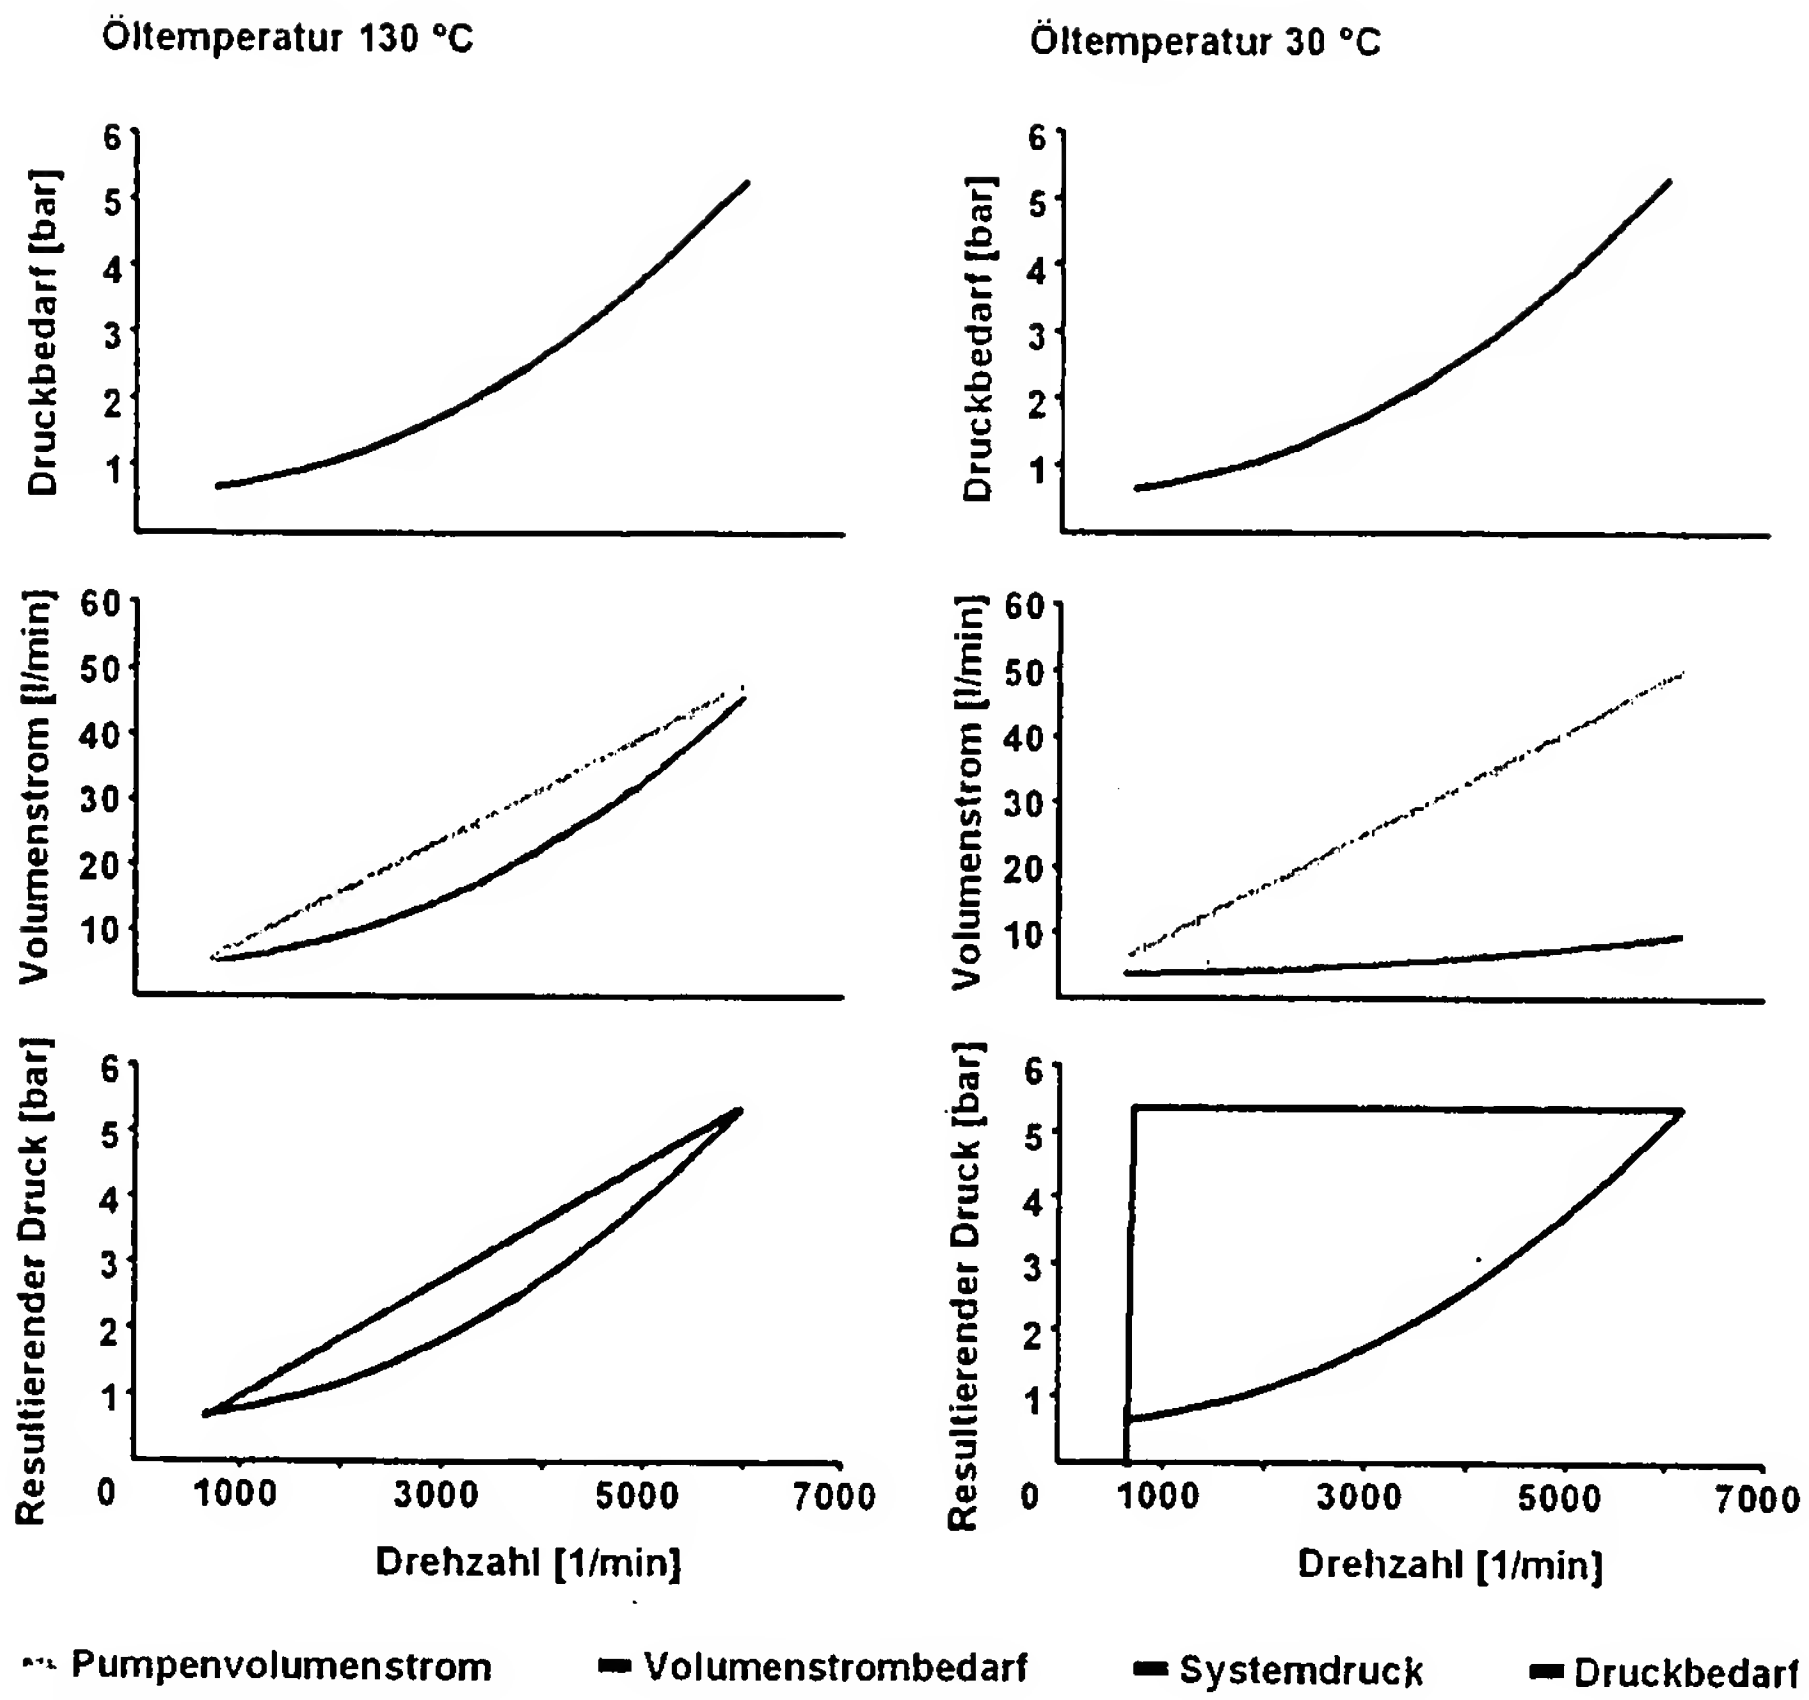 Öltemperatur 130 °C
Druckbedarf [bar]
6
5
4
3
2
1
Volumenstrom [l/min]
60
50
40
30
20
10
Resultierender Druck [bar]
6
5
4
3
2
1
0 1000 3000 5000 7000
Drehzahl [1/min]
Öltemperatur 30 °C
Druckbedarf [bar]
6
5
4
3
2
1
Volumenstrom [l/min]
60
50
40
30
20
10
Resultierender Druck [bar]
6
5
4
3
2
1
0 1000 3000 5000 7000
Drehzahl [1/min]
Pumpenvolumenstrom Volumenstrombedarf Systemdruck Druckbedarf